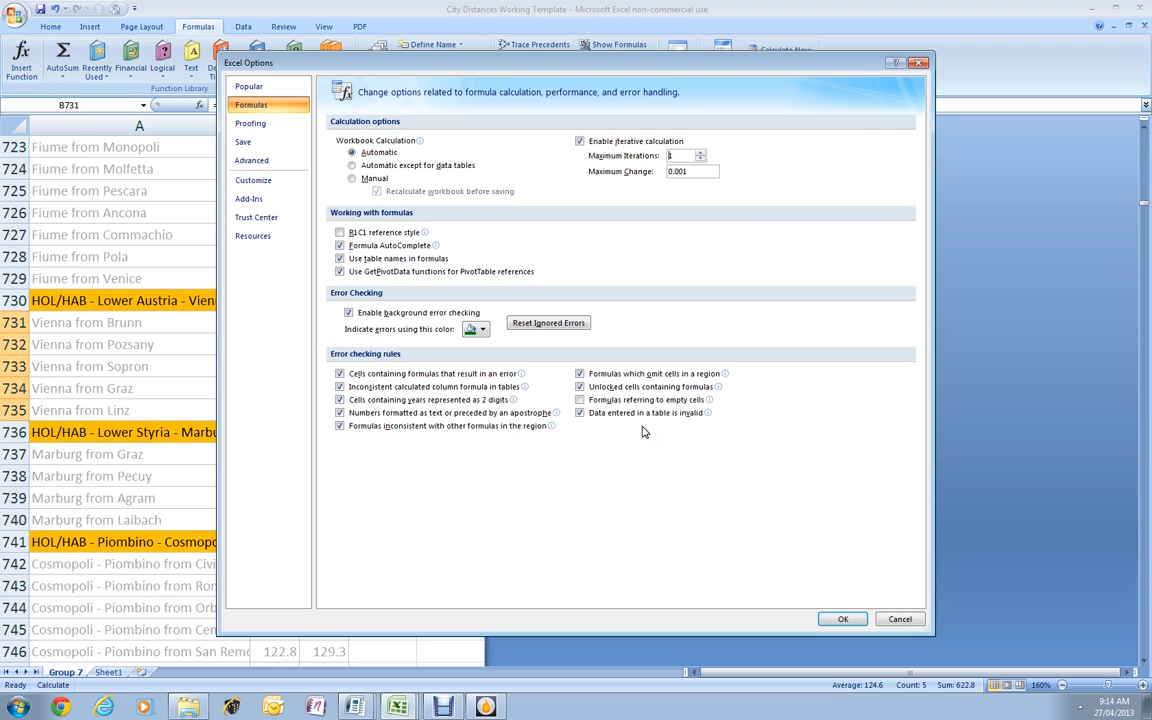 City Distances Working Template - Microsoft Excel non-commercial use
Home Insert Page Layout Formulas Data Review View PDF
Insert Function
AutoSum
Recently Used
Financial
Logical
Text
Define Name
Trace Precedents
Show Formulas
Calculate Now
Function Library
B731
A
723 Fiume from Monopoli
724 Fiume from Molfetta
725 Fiume from Pescara
726 Fiume from Ancona
727 Fiume from Commachio
728 Fiume from Pola
729 Fiume from Venice
730 HOL/HAB - Lower Austria - Vien
731 Vienna from Brunn
732 Vienna from Pozsany
733 Vienna from Sopron
734 Vienna from Graz
735 Vienna from Linz
736 HOL/HAB - Lower Styria - Marbu
737 Marburg from Graz
738 Marburg from Pecuy
739 Marburg from Agram
740 Marburg from Laibach
741 HOL/HAB - Piombino - Cosmopo
742 Cosmopoli - Piombino from Civi
743 Cosmopoli - Piombino from Ror
744 Cosmopoli - Piombino from Orb
745 Cosmopoli - Piombino from Cen
746 Cosmopoli - Piombino from San Remo 122.8 129.3
Excel Options
Popular
Formulas
Proofing
Save
Advanced
Customize
Add-Ins
Trust Center
Resources
Change options related to formula calculation, performance, and error handling.
Calculation options
Workbook Calculation
Automatic
Automatic except for data tables
Manual
Recalculate workbook before saving
Enable iterative calculation
Maximum Iterations: 1
Maximum Change: 0.001
Working with formulas
R1C1 reference style
Formula AutoComplete
Use table names in formulas
Use GetPivotData functions for PivotTable references
Error Checking
Enable background error checking
Indicate errors using this color:
Reset Ignored Errors
Error checking rules
Cells containing formulas that result in an error
Inconsistent calculated column formula in tables
Cells containing years represented as 2 digits
Numbers formatted as text or preceded by an apostrophe
Formulas inconsistent with other formulas in the region
Formulas which omit cells in a region
Unlocked cells containing formulas
Formulas referring to empty cells
Data entered in a table is invalid
OK Cancel
Group 7 Sheet1
Ready Calculate Average: 124.6 Count: 5 Sum: 622.8 160%
9:14 AM
27/04/2013